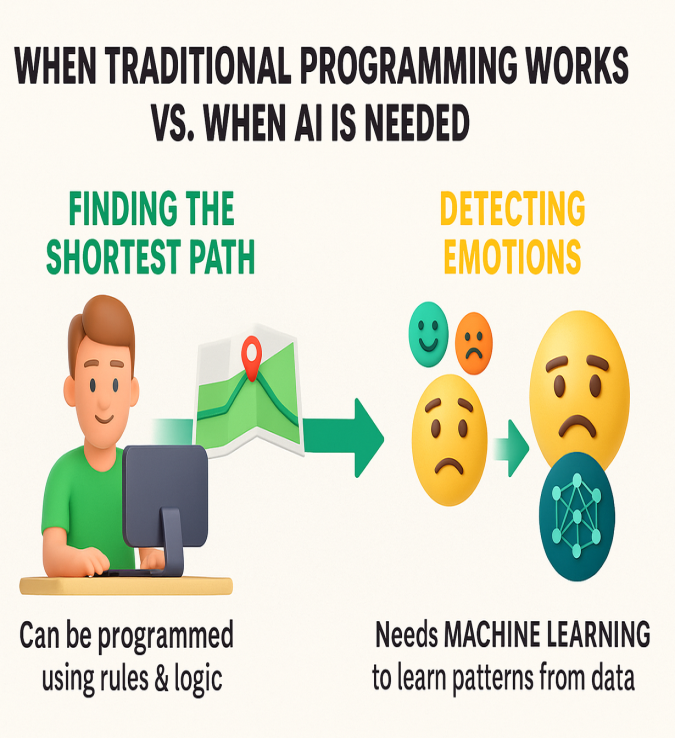 WHEN TRADITIONAL PROGRAMMING WORKS
VS. WHEN AI IS NEEDED
FINDING THE
SHORTEST PATH
DETECTING
EMOTIONS
Can be programmed
using rules & logic
Needs MACHINE LEARNING
to learn patterns from data